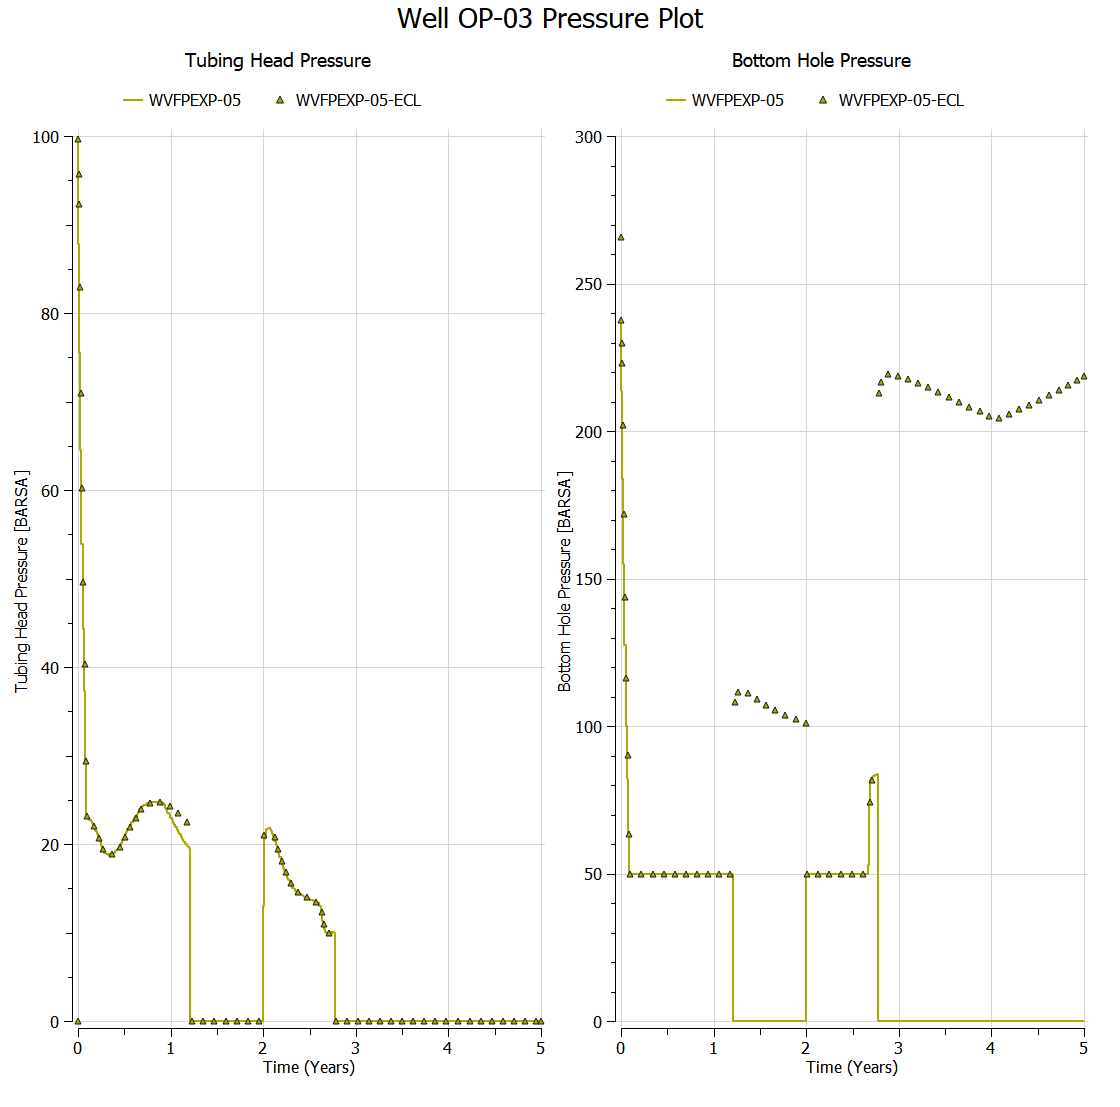 Well OP-03 Pressure Plot
Tubing Head Pressure
WVFPEXP-05
WVFPEXP-05-ECL
Tubing Head Pressure [BARSA]
100
80
60
40
20
0
0 1 2 3 4 5
Time (Years)
Bottom Hole Pressure
WVFPEXP-05
WVFPEXP-05-ECL
Bottom Hole Pressure [BARSA]
300
250
200
150
100
50
0
0 1 2 3 4 5
Time (Years)